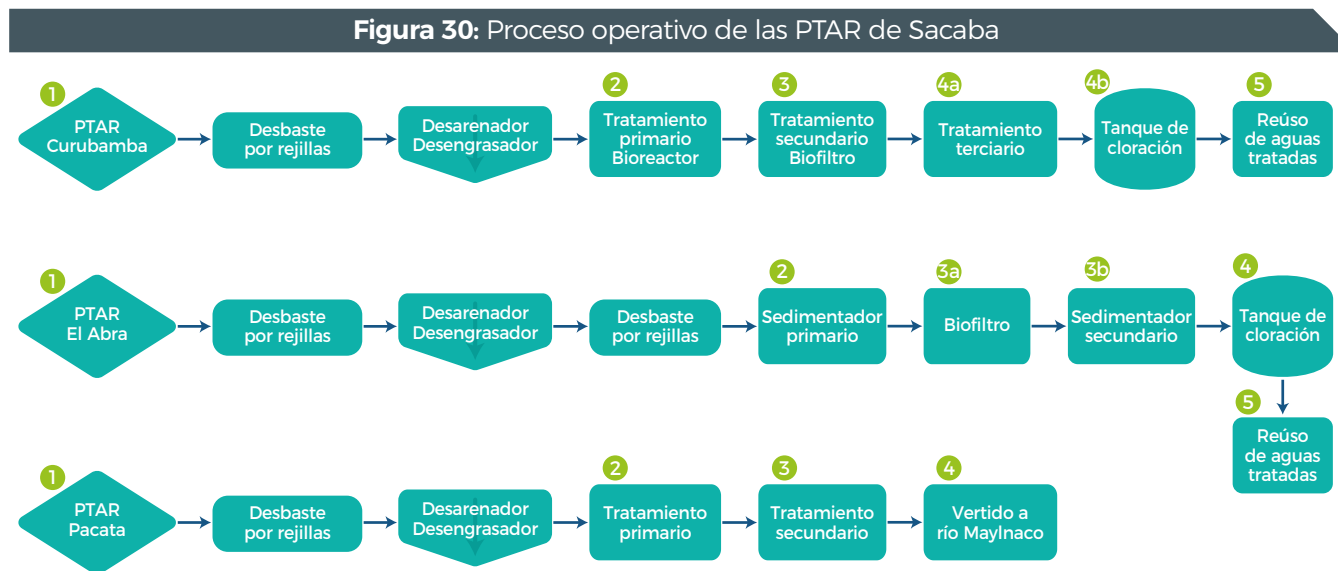 Figura 30: Proceso operativo de las PTAR de Sacaba
1
PTAR
Curubamba
Desbaste
por rejillas
Desarenador
Desengrasador
2
Tratamiento
primario
Bioreactor
3
Tratamiento
secundario
Biofiltro
4a
Tratamiento
terciario
4b
Tanque de
cloración
5
Reúso
de aguas
tratadas
1
PTAR
El Abra
Desbaste
por rejillas
Desarenador
Desengrasador
Desbaste
por rejillas
2
Sedimentador
primario
3a
Biofiltro
3b
Sedimentador
secundario
4
Tanque de
cloración
5
Reúso
de aguas
tratadas
1
PTAR
Pacata
Desbaste
por rejillas
Desarenador
Desengrasador
2
Tratamiento
primario
3
Tratamiento
secundario
4
Vertido a
río Maylnaco